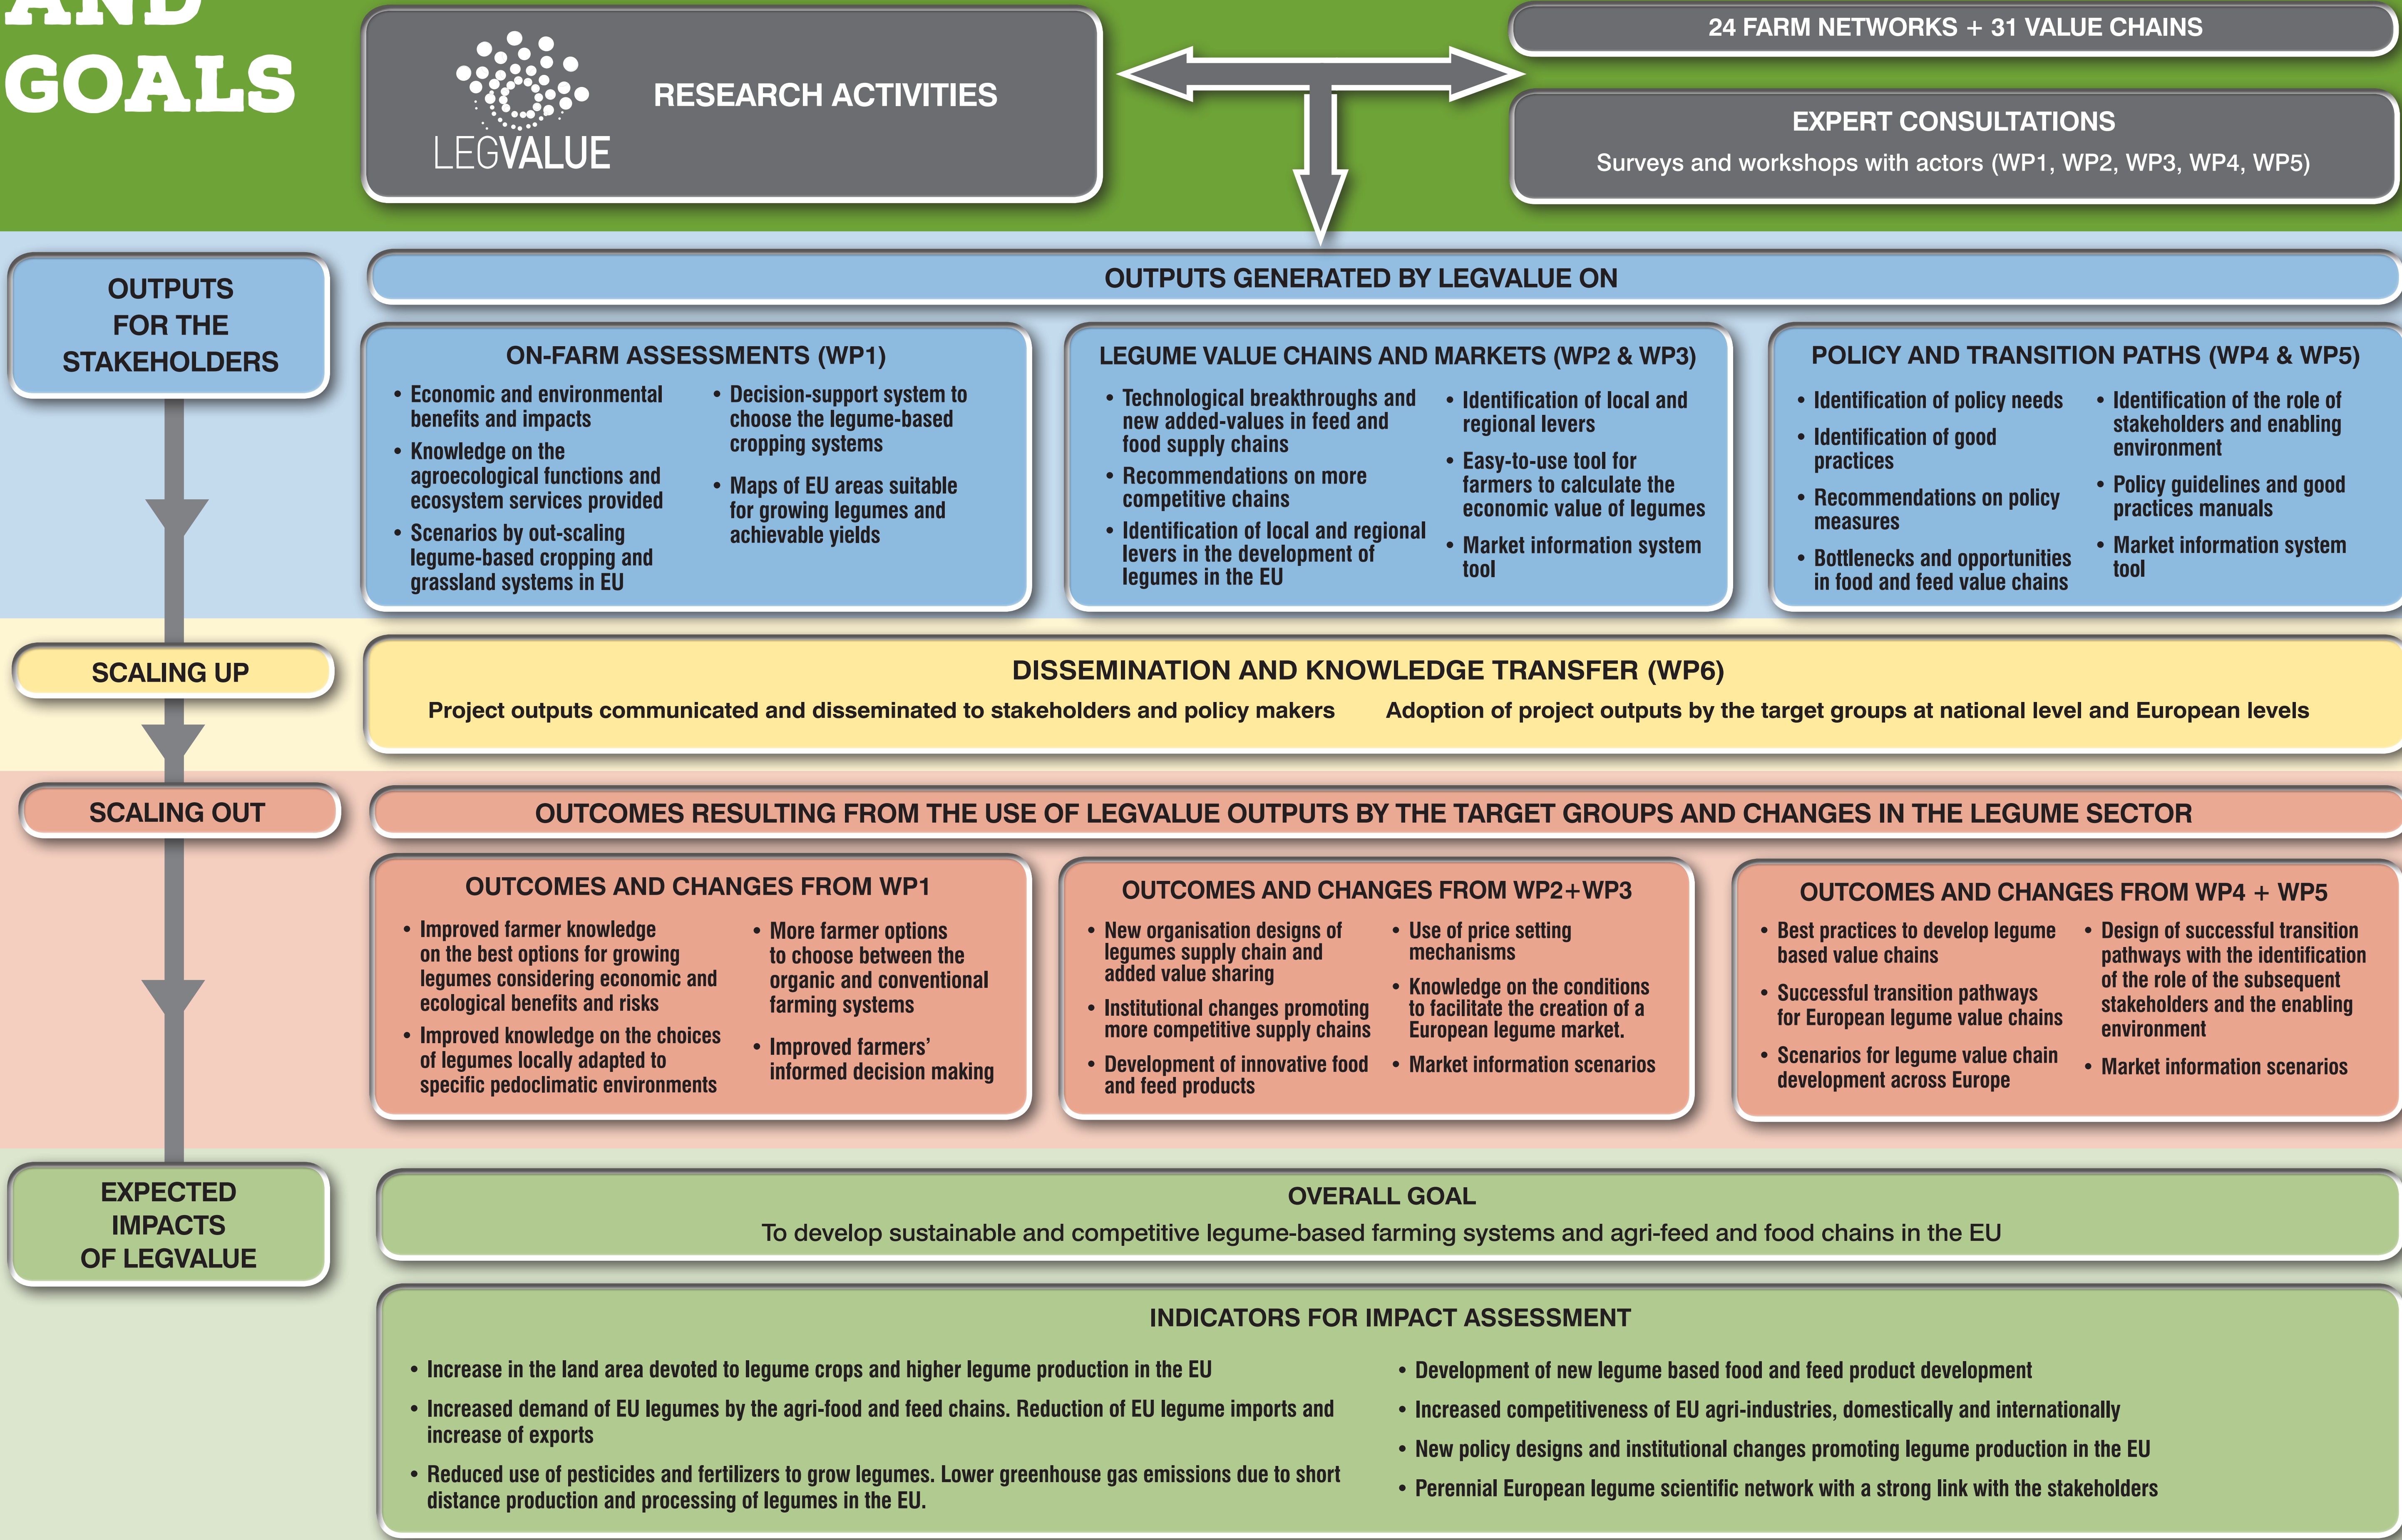 AND
GOALS
LEGVALUE
RESEARCH ACTIVITIES
24 FARM NETWORKS + 31 VALUE CHAINS
EXPERT CONSULTATIONS
Surveys and workshops with actors (WP1, WP2, WP3, WP4, WP5)
OUTPUTS
FOR THE
STAKEHOLDERS
OUTPUTS GENERATED BY LEGVALUE ON
ON-FARM ASSESSMENTS (WP1)
• Economic and environmental
benefits and impacts
• Knowledge on the
agroecological functions and
ecosystem services provided
• Scenarios by out-scaling
legume-based cropping and
grassland systems in EU
• Decision-support system to
choose the legume-based
cropping systems
• Maps of EU areas suitable
for growing legumes and
achievable yields
LEGUME VALUE CHAINS AND MARKETS (WP2 & WP3)
• Technological breakthroughs and
new added-values in feed and
food supply chains
• Recommendations on more
competitive chains
• Identification of local and regional
levers in the development of
legumes in the EU
• Identification of local and
regional levers
• Easy-to-use tool for
farmers to calculate the
economic value of legumes
• Market information system
tool
POLICY AND TRANSITION PATHS (WP4 & WP5)
• Identification of policy needs
• Identification of good
practices
• Recommendations on policy
measures
• Bottlenecks and opportunities
in food and feed value chains
• Identification of the role of
stakeholders and enabling
environment
• Policy guidelines and good
practices manuals
• Market information system
tool
SCALING UP
DISSEMINATION AND KNOWLEDGE TRANSFER (WP6)
Project outputs communicated and disseminated to stakeholders and policy makers
Adoption of project outputs by the target groups at national level and European levels
SCALING OUT
OUTCOMES RESULTING FROM THE USE OF LEGVALUE OUTPUTS BY THE TARGET GROUPS AND CHANGES IN THE LEGUME SECTOR
OUTCOMES AND CHANGES FROM WP1
• Improved farmer knowledge
on the best options for growing
legumes considering economic and
ecological benefits and risks
• Improved knowledge on the choices
of legumes locally adapted to
specific pedoclimatic environments
• More farmer options
to choose between the
organic and conventional
farming systems
• Improved farmers’
informed decision making
OUTCOMES AND CHANGES FROM WP2+WP3
• New organisation designs of
legumes supply chain and
added value sharing
• Institutional changes promoting
more competitive supply chains
• Development of innovative food
and feed products
• Use of price setting
mechanisms
• Knowledge on the conditions
to facilitate the creation of a
European legume market.
• Market information scenarios
OUTCOMES AND CHANGES FROM WP4 + WP5
• Best practices to develop legume
based value chains
• Successful transition pathways
for European legume value chains
• Scenarios for legume value chain
development across Europe
• Design of successful transition
pathways with the identification
of the role of the subsequent
stakeholders and the enabling
environment
• Market information scenarios
EXPECTED
IMPACTS
OF LEGVALUE
OVERALL GOAL
To develop sustainable and competitive legume-based farming systems and agri-feed and food chains in the EU
INDICATORS FOR IMPACT ASSESSMENT
• Increase in the land area devoted to legume crops and higher legume production in the EU
• Increased demand of EU legumes by the agri-food and feed chains. Reduction of EU legume imports and
increase of exports
• Reduced use of pesticides and fertilizers to grow legumes. Lower greenhouse gas emissions due to short
distance production and processing of legumes in the EU.
• Development of new legume based food and feed product development
• Increased competitiveness of EU agri-industries, domestically and internationally
• New policy designs and institutional changes promoting legume production in the EU
• Perennial European legume scientific network with a strong link with the stakeholders